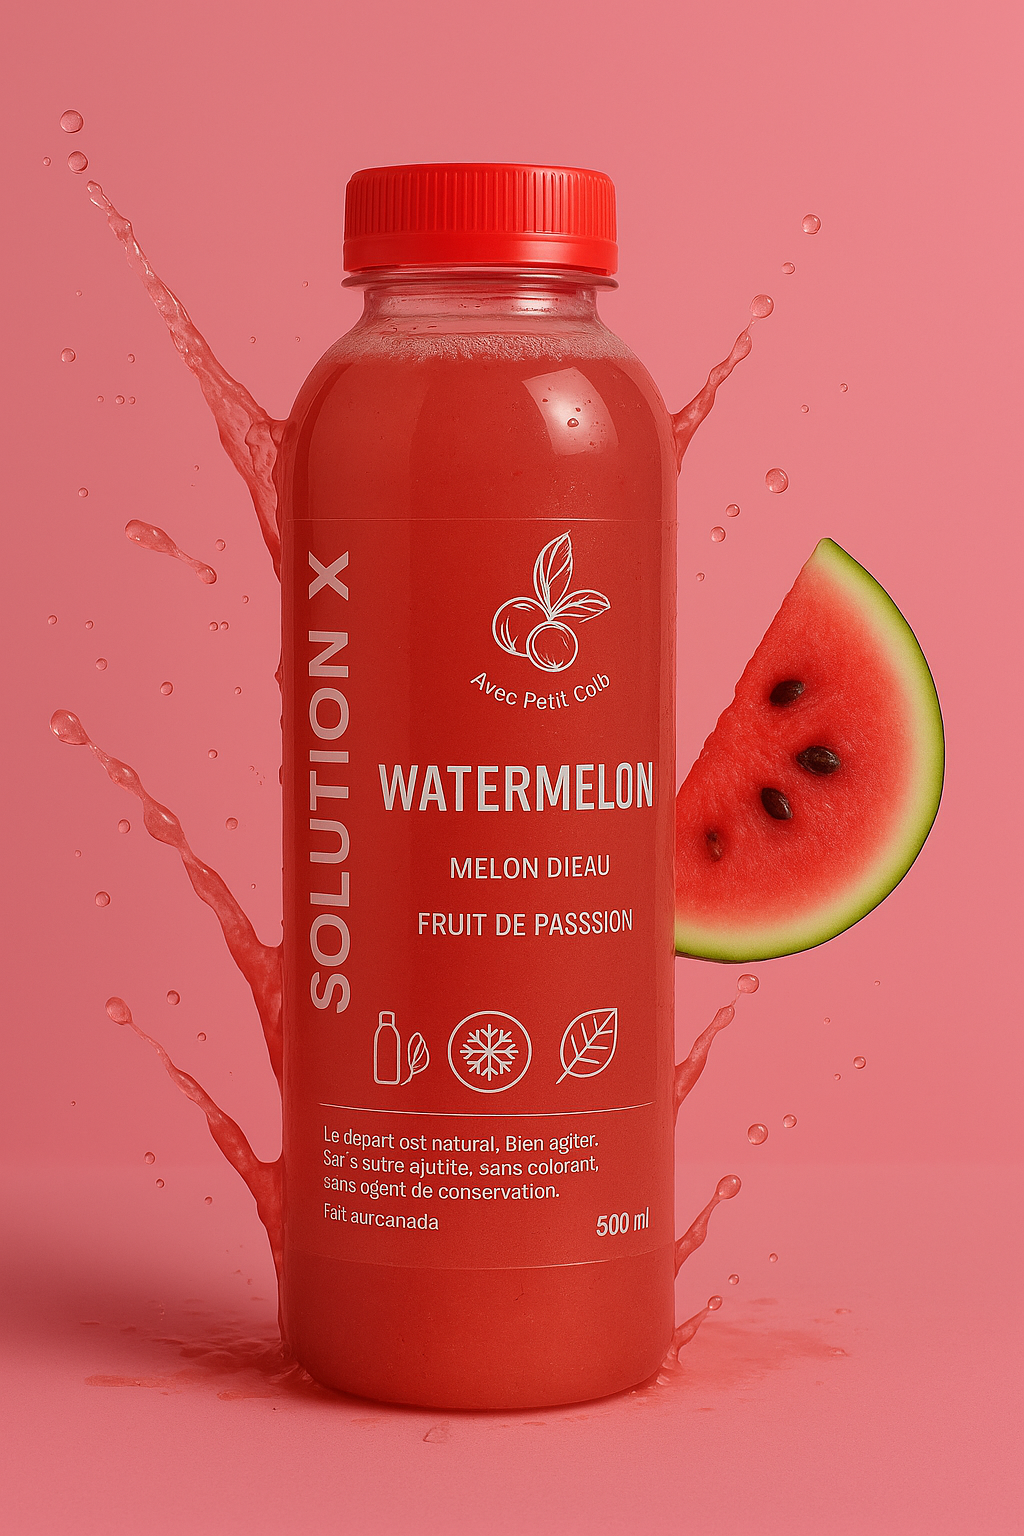 SOLUTION X
Avec Petit Colb
WATERMELON
MELON DIEAU
FRUIT DE PASSSION
Le depart ost natural, Bien agiter.
Sar's sutre ajutite, sans colorant,
sans ogent de conservation.
Fait aurcanada
500 ml